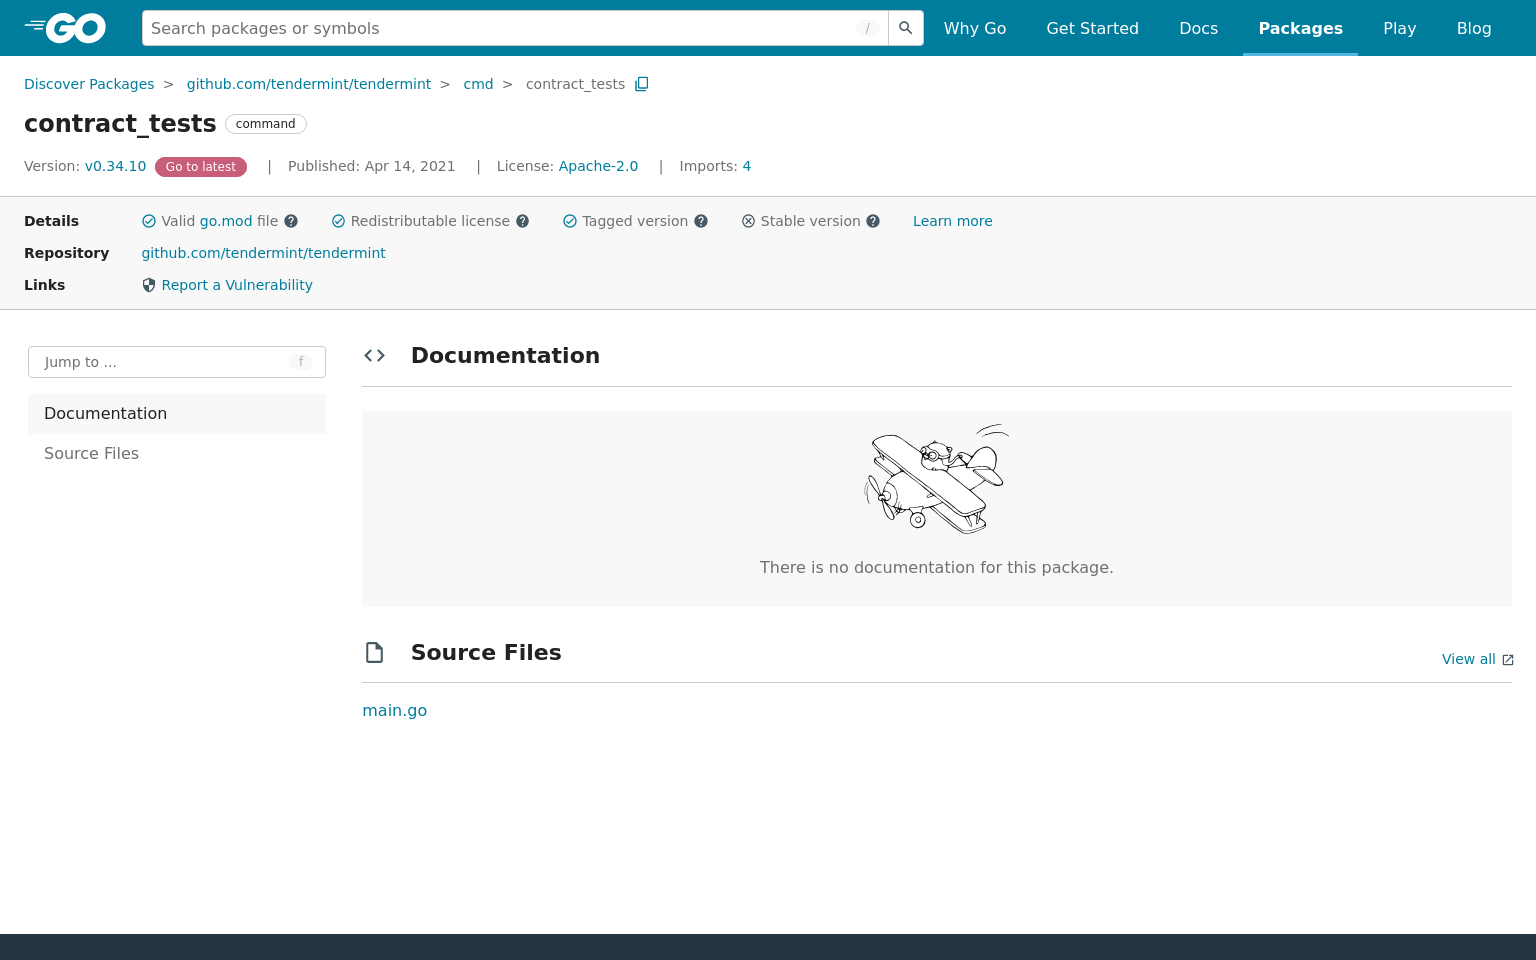 GO
Search packages or symbols /
Why Go Get Started Docs Packages Play Blog
Discover Packages > github.com/tendermint/tendermint > cmd > contract_tests
contract_tests command
Version: v0.34.10 Go to latest | Published: Apr 14, 2021 | License: Apache-2.0 | Imports: 4
Details Valid go.mod file ? Redistributable license ? Tagged version ? Stable version ? Learn more
Repository github.com/tendermint/tendermint
Links Report a Vulnerability
Jump to ... f
Documentation
Source Files
Documentation
There is no documentation for this package.
Source Files View all
main.go